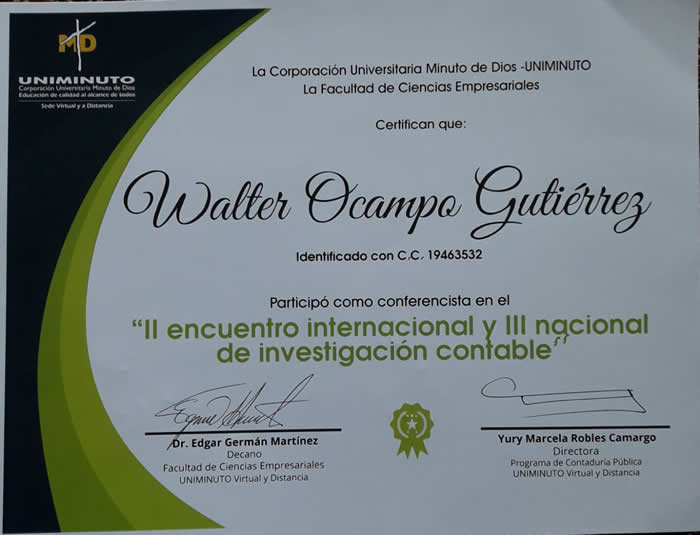 MD
UNIMINUTO
Corporación Universitaria Minuto de Dios
Educación de calidad al alcance de todos
Sede Virtual y a Distancia
La Corporación Universitaria Minuto de Dios -UNIMINUTO
La Facultad de Ciencias Empresariales
Certifican que:
Walter Ocampo Gutiérrez
Identificado con C.C. 19463532
Participó como conferencista en el
“II encuentro internacional y III nacional
de investigación contable”
Dr. Edgar Germán Martínez
Decano
Facultad de Ciencias Empresariales
UNIMINUTO Virtual y Distancia
Yury Marcela Robles Camargo
Directora
Programa de Contaduría Pública
UNIMINUTO Virtual y Distancia